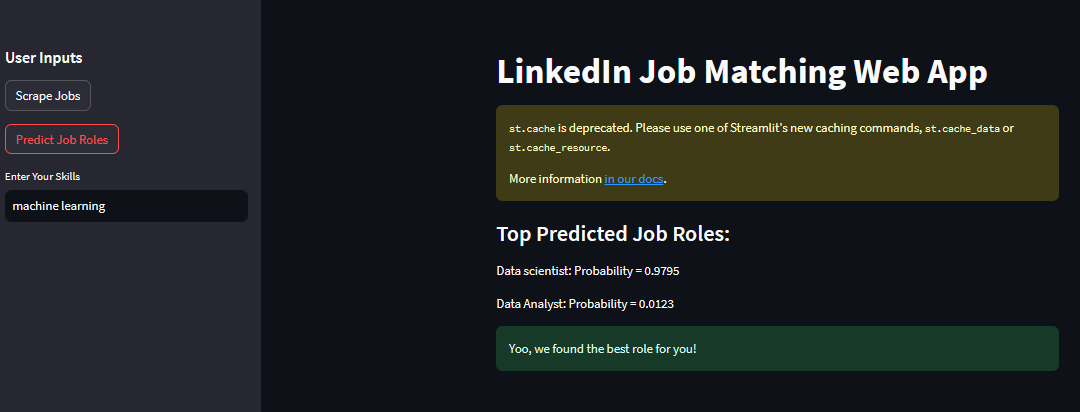 User Inputs
Scrape Jobs
Predict Job Roles
Enter Your Skills
machine learning
LinkedIn Job Matching Web App
st.cache is deprecated. Please use one of Streamlit's new caching commands, st.cache_data or
st.cache_resource.
More information in our docs.
Top Predicted Job Roles:
Data scientist: Probability = 0.9795
Data Analyst: Probability = 0.0123
Yoo, we found the best role for you!